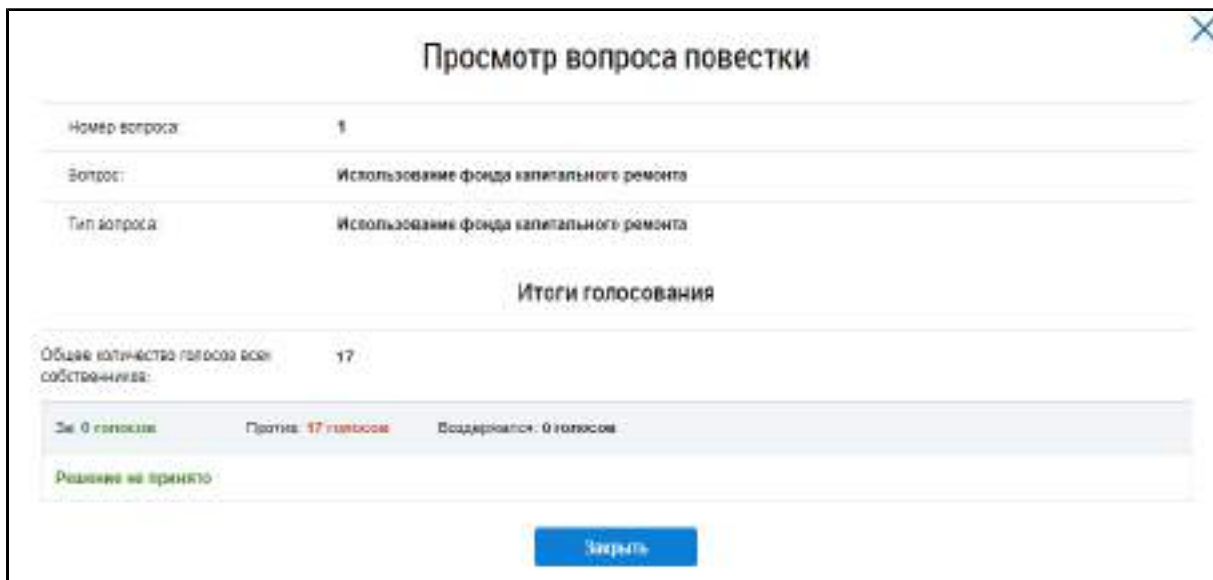 Просмотр вопроса повестки
Номер вопроса: 1
Вопрос: Использование фонда капитального ремонта
Тип вопроса: Использование фонда капитального ремонта
Итоги голосования
Общее количество голосов всех 17
собственников:
За: 0 голосов Против: 17 голосов Воздержался: 0 голосов
Решение не принято
Закрыть